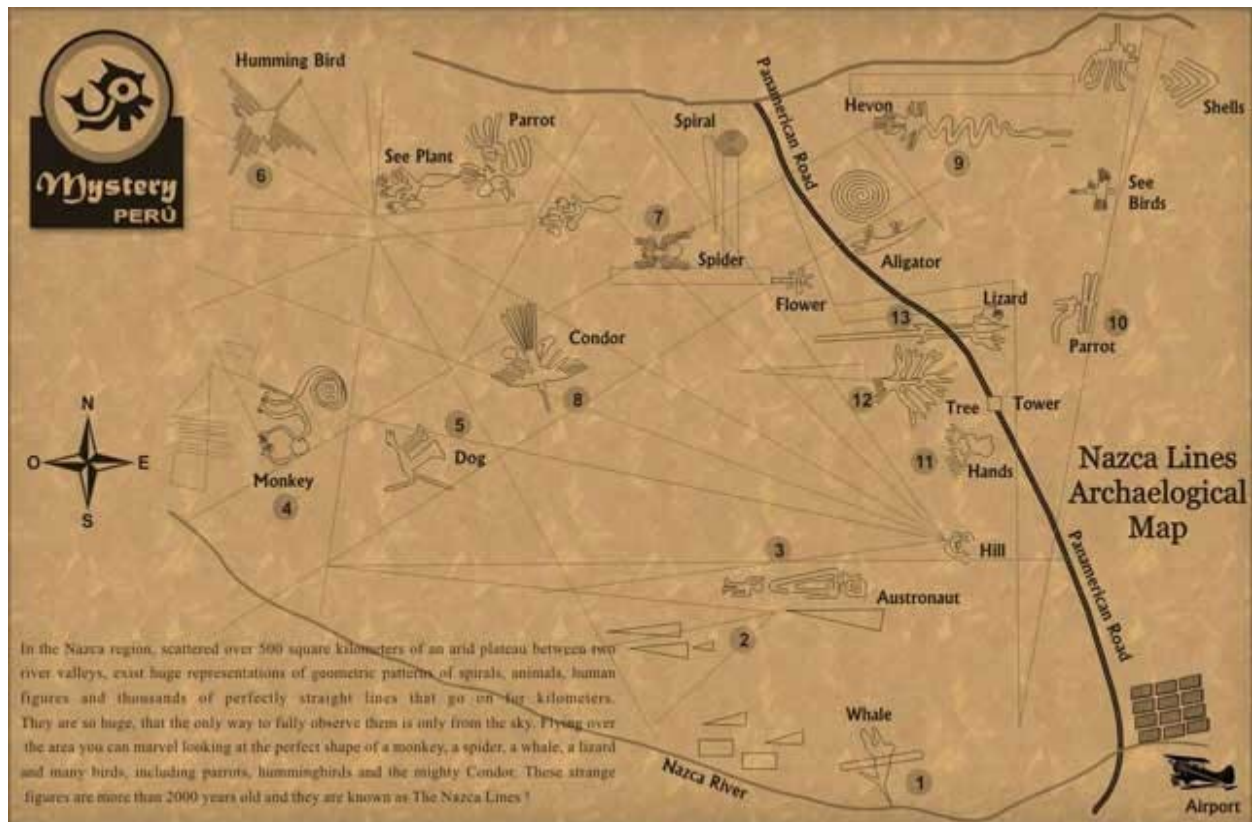 Mystery
PERÚ
Humming Bird
6
See Plant
Parrot
Spiral
7
Spider
Flower
Panamerican Road
Hevon
9
Shells
See
Birds
Aligator
Lizard
13
10
Parrot
Condor
8
12
Tree
Tower
11
Hands
5
Dog
Monkey
4
N
O
E
S
Nazca Lines
Archaelogical
Map
Hill
3
Austronaut
2
Panamerican Road
Whale
1
Nazca River
Airport
In the Nazca region, scattered over 500 square kilometers of an arid plateau between two
river valleys, exist huge representations of geometric patterns of spirals, animals, human
figures and thousands of perfectly straight lines that go on for kilometers.
They are so huge, that the only way to fully observe them is only from the sky. Flying over
the area you can marvel looking at the perfect shape of a monkey, a spider, a whale, a lizard
and many birds, including parrots, hummingbirds and the mighty Condor. These strange
figures are more than 2000 years old and they are known as The Nazca Lines